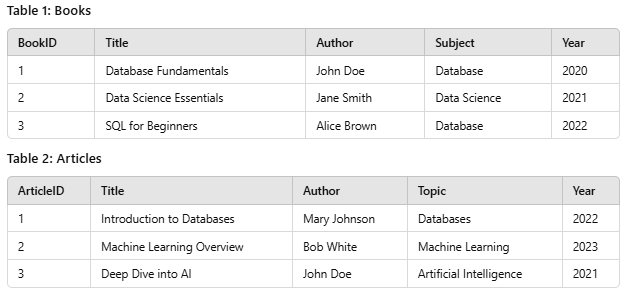 Table 1: Books
BookID Title Author Subject Year
1 Database Fundamentals John Doe Database 2020
2 Data Science Essentials Jane Smith Data Science 2021
3 SQL for Beginners Alice Brown Database 2022
Table 2: Articles
ArticleID Title Author Topic Year
1 Introduction to Databases Mary Johnson Databases 2022
2 Machine Learning Overview Bob White Machine Learning 2023
3 Deep Dive into AI John Doe Artificial Intelligence 2021